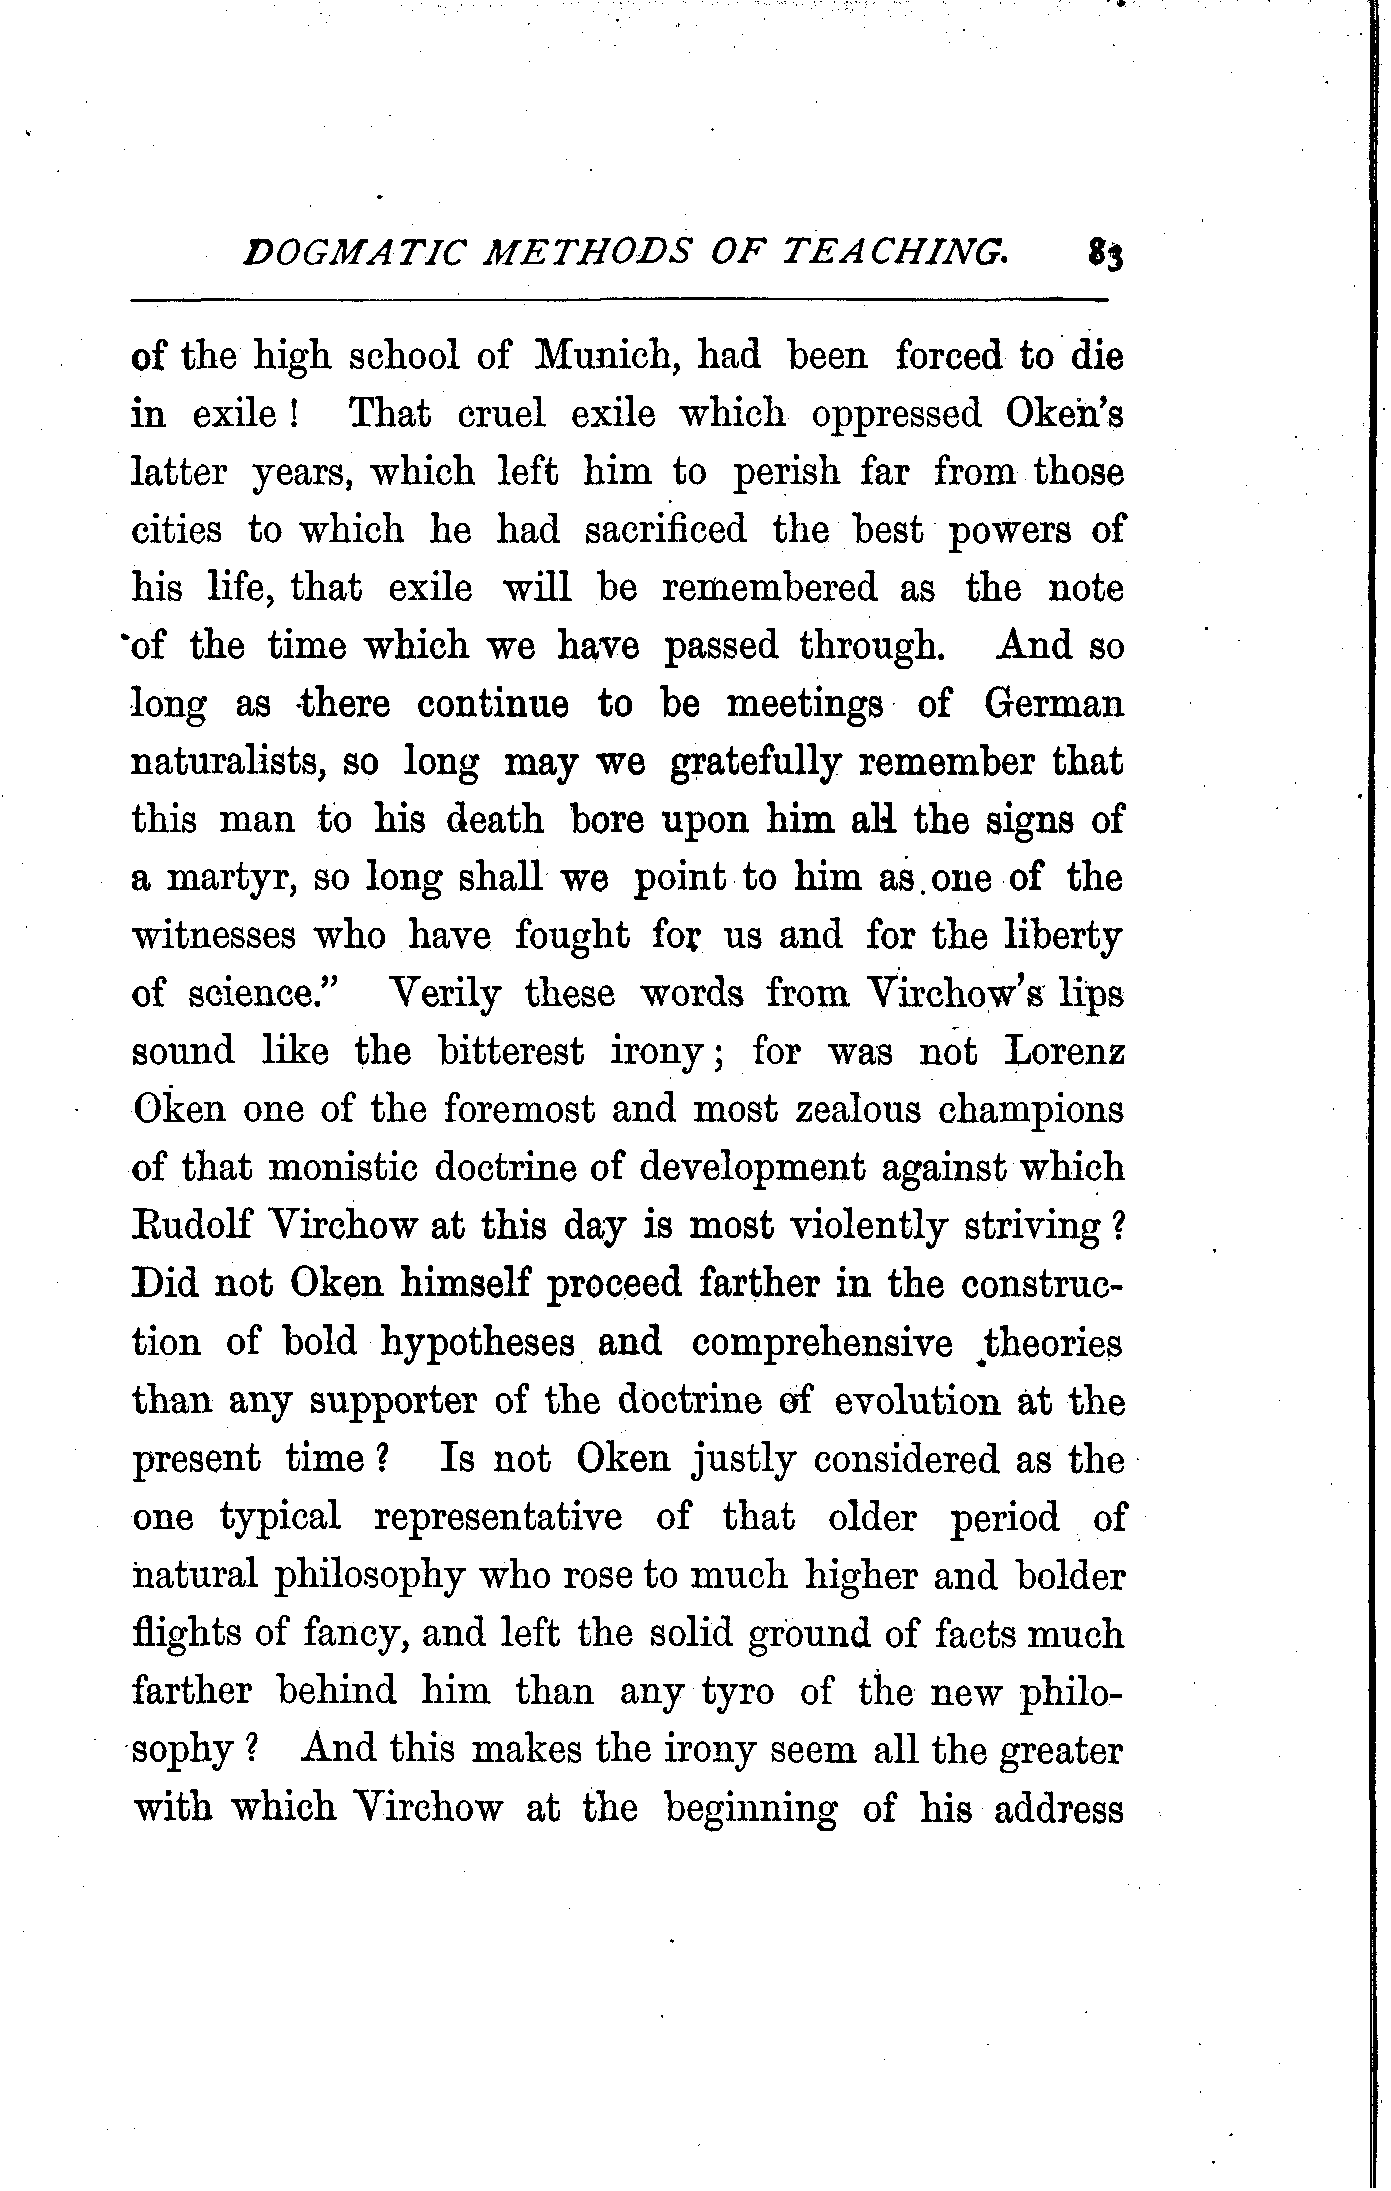 DOGMATIC METHODS OF TEACHING. 83
of the high school of Munich, had been forced to die
in exile! That cruel exile which oppressed Oken's
latter years, which left him to perish far from those
cities to which he had sacrificed the best powers of
his life, that exile will be remembered as the note
of the time which we have passed through. And so
long as there continue to be meetings of German
naturalists, so long may we gratefully remember that
this man to his death bore upon him all the signs of
a martyr, so long shall we point to him as one of the
witnesses who have fought for us and for the liberty
of science." Verily these words from Virchow's lips
sound like the bitterest irony; for was not Lorenz
Oken one of the foremost and most zealous champions
of that monistic doctrine of development against which
Rudolf Virchow at this day is most violently striving?
Did not Oken himself proceed farther in the construc-
tion of bold hypotheses and comprehensive theories
than any supporter of the doctrine of evolution at the
present time? Is not Oken justly considered as the
one typical representative of that older period of
natural philosophy who rose to much higher and bolder
flights of fancy, and left the solid ground of facts much
farther behind him than any tyro of the new philo-
sophy? And this makes the irony seem all the greater
with which Virchow at the beginning of his address